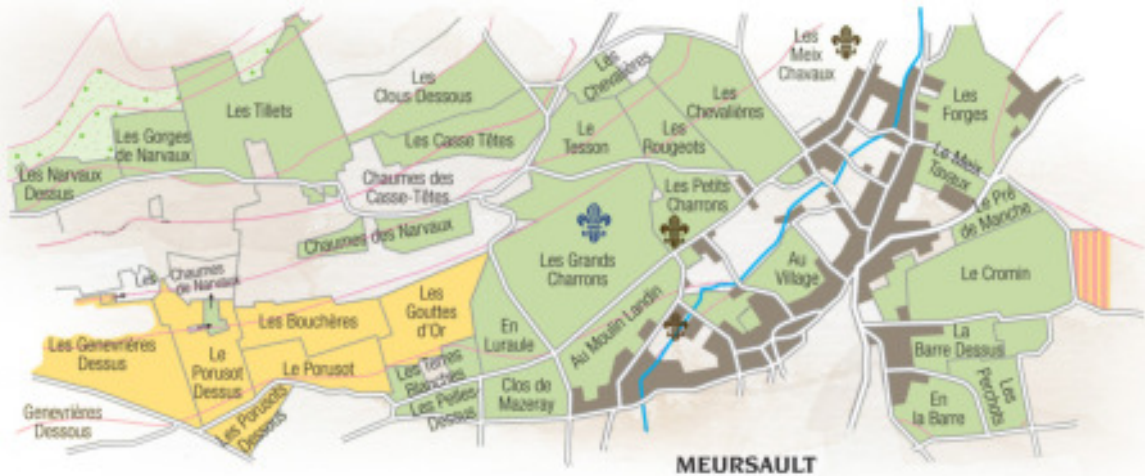 Les
Meix
Chavaux
Les
Chevalières
Les
Clous Dessous
Les
Chevalières
Les
Forges
Les Tillets
Les Gorges
de Narvaux
Les Casse Têtes
Le
Tesson
Les
Rougeots
Le Meix
Tavaux
Les Narvaux
Dessus
Chaumes des
Casse-Têtes
Les Petits
Charrons
Le Pré
de Manche
Chaumes des Narvaux
Les Grands
Charrons
Au
Village
Le Cromin
Les Chaumes
de Narvaux
Les
Gouttes
d'Or
Les Bouchères
En
Luraule
Au Moulin Landin
La
Barre Dessus
Les Genevrières
Dessus
Le
Porusot
Dessus
Le Porusot
Les Terres
Blanches
Clos de
Mazeray
Les Pelles
Dessus
Les Perchots
En
la Barre
Genevrières
Dessous
Les Porusots
Dessous
MEURSAULT